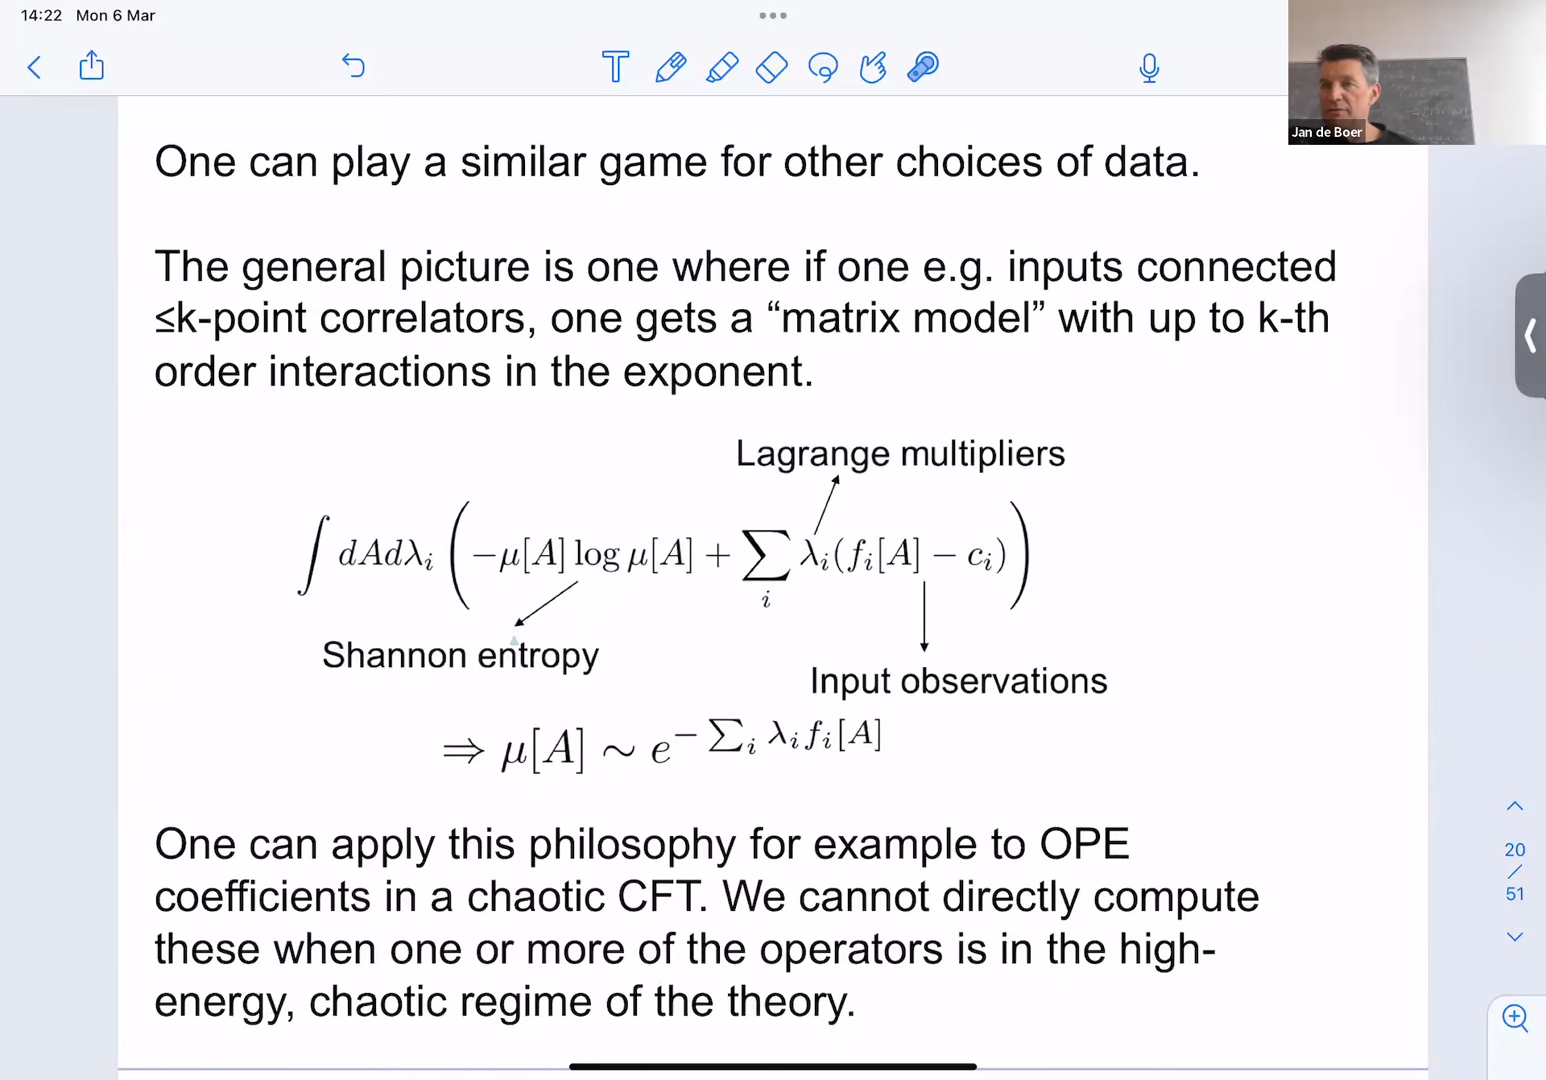 14:22 Mon 6 Mar
Jan de Boer
One can play a similar game for other choices of data.
The general picture is one where if one e.g. inputs connected
≤k-point correlators, one gets a “matrix model” with up to k-th
order interactions in the exponent.
Lagrange multipliers
∫ dAdλ_i ( −μ[A] log μ[A] + ∑_i λ_i(f_i[A] − c_i) )
Shannon entropy
Input observations
⇒ μ[A] ∼ e^{− ∑_i λ_i f_i[A]}
One can apply this philosophy for example to OPE
coefficients in a chaotic CFT. We cannot directly compute
these when one or more of the operators is in the high-
energy, chaotic regime of the theory.
20
/
51